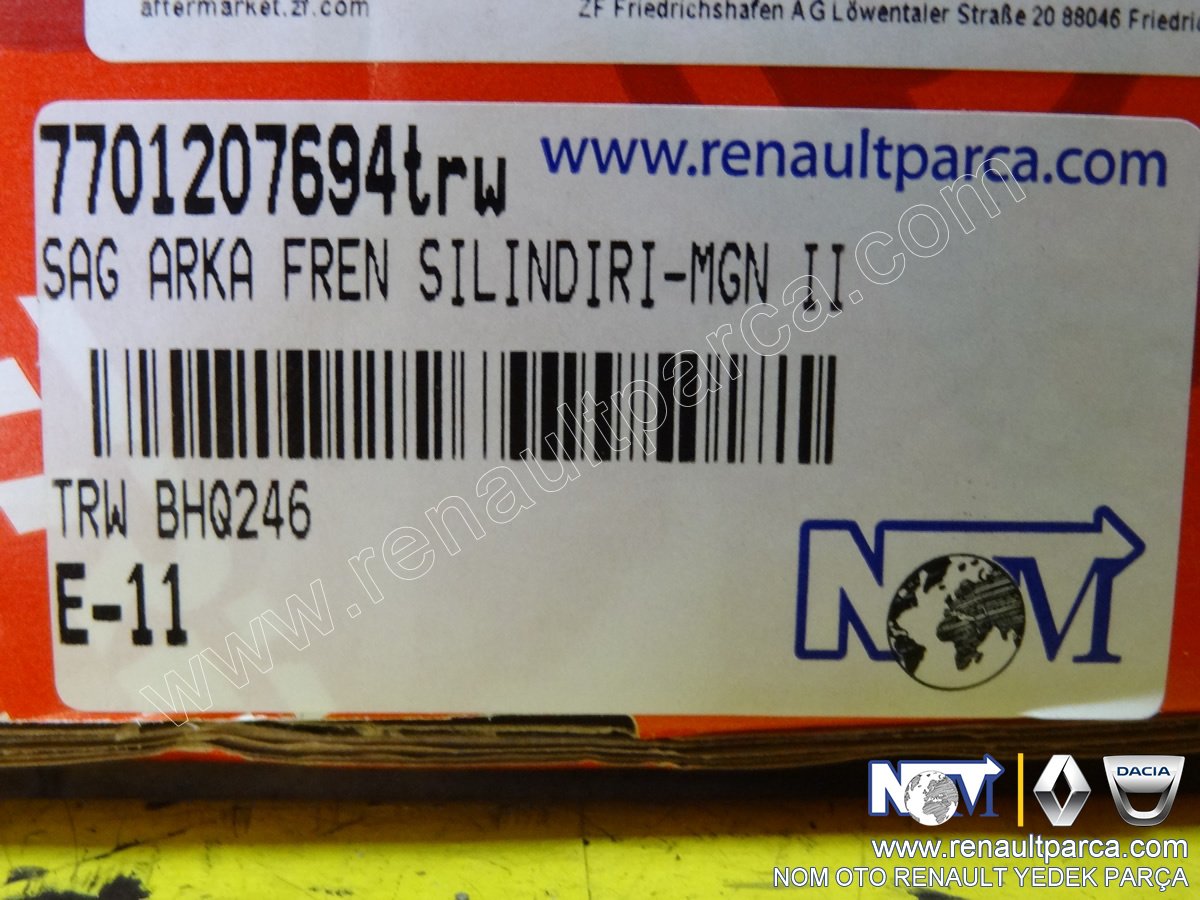 aftermarket.zf.com
ZF Friedrichshafen AG Löwentaler Straße 20 88046
7701207694trw
www.renaultparca.com
SAG ARKA FREN SILINDIRI-MGN II
www.renaultparca.com
TRW BHQ246
E-11
NOM
NOM
DACIA
www.renaultparca.com
NOM OTO RENAULT YEDEK PARÇA